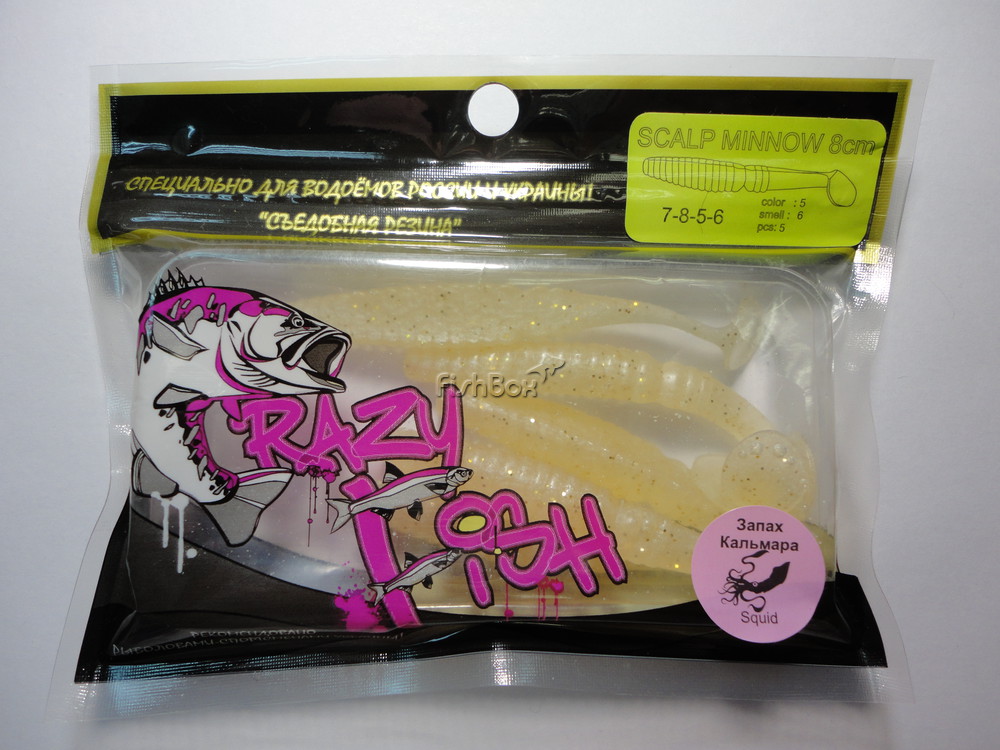 SCALP MINNOW 8cm
7-8-5-6
color : 5
smell : 6
pcs: 5
СПЕЦИАЛЬНО ДЛЯ ВОДОЁМОВ РОССИИ И УКРАИНЫ!
"СЪЕДОБНАЯ РЕЗИНА"
FishBox
CRAZY
FISH
Запах
Кальмара
Squid
РЕКОМЕНДОВАНО